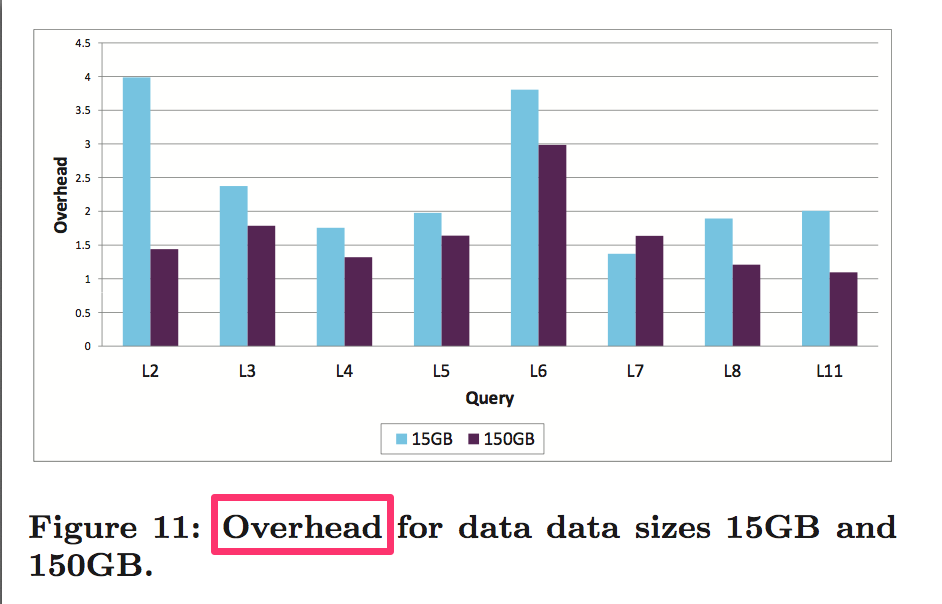 4.5
4
3.5
3
2.5
2
1.5
1
0.5
0
Overhead
L2 L3 L4 L5 L6 L7 L8 L11
Query
15GB 150GB
Figure 11: Overhead for data data sizes 15GB and
150GB.